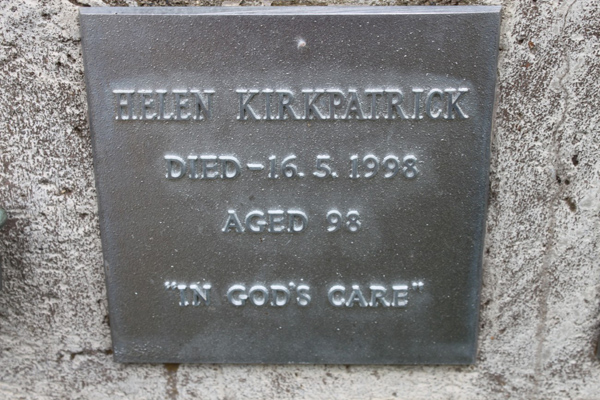 HELEN KIRKPATRICK
DIED-16.5.1998
AGED 98
"IN GOD'S CARE"